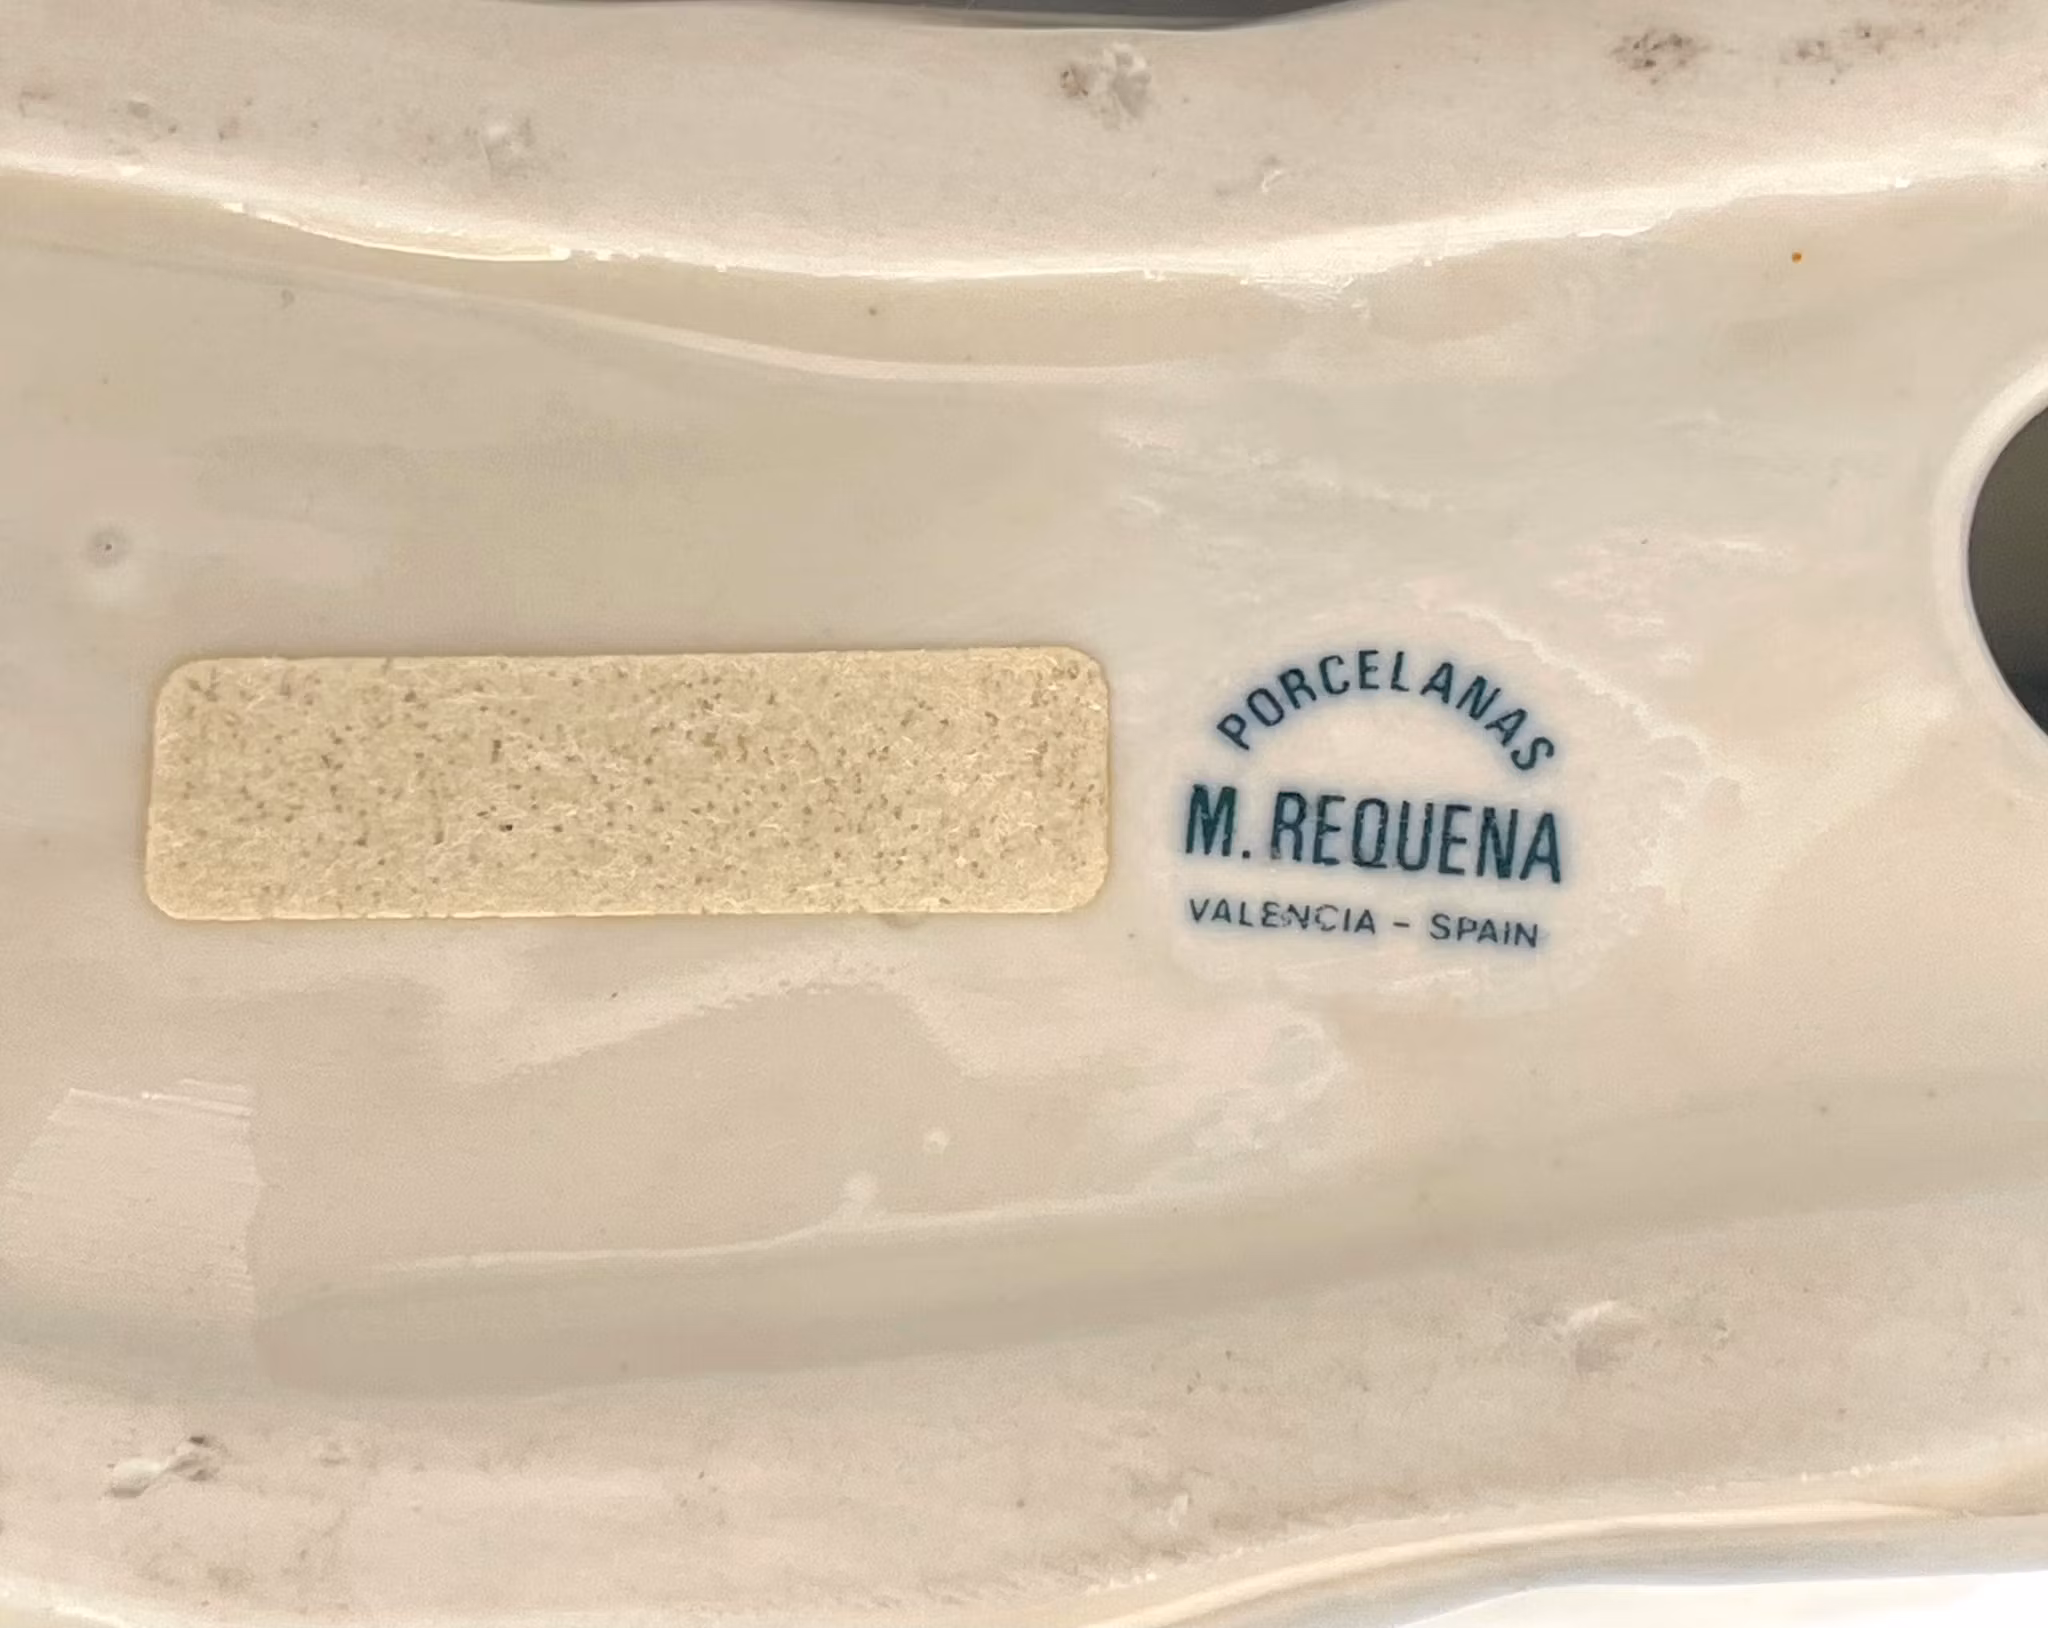 PORCELANAS
M. REQUENA
VALENCIA - SPAIN